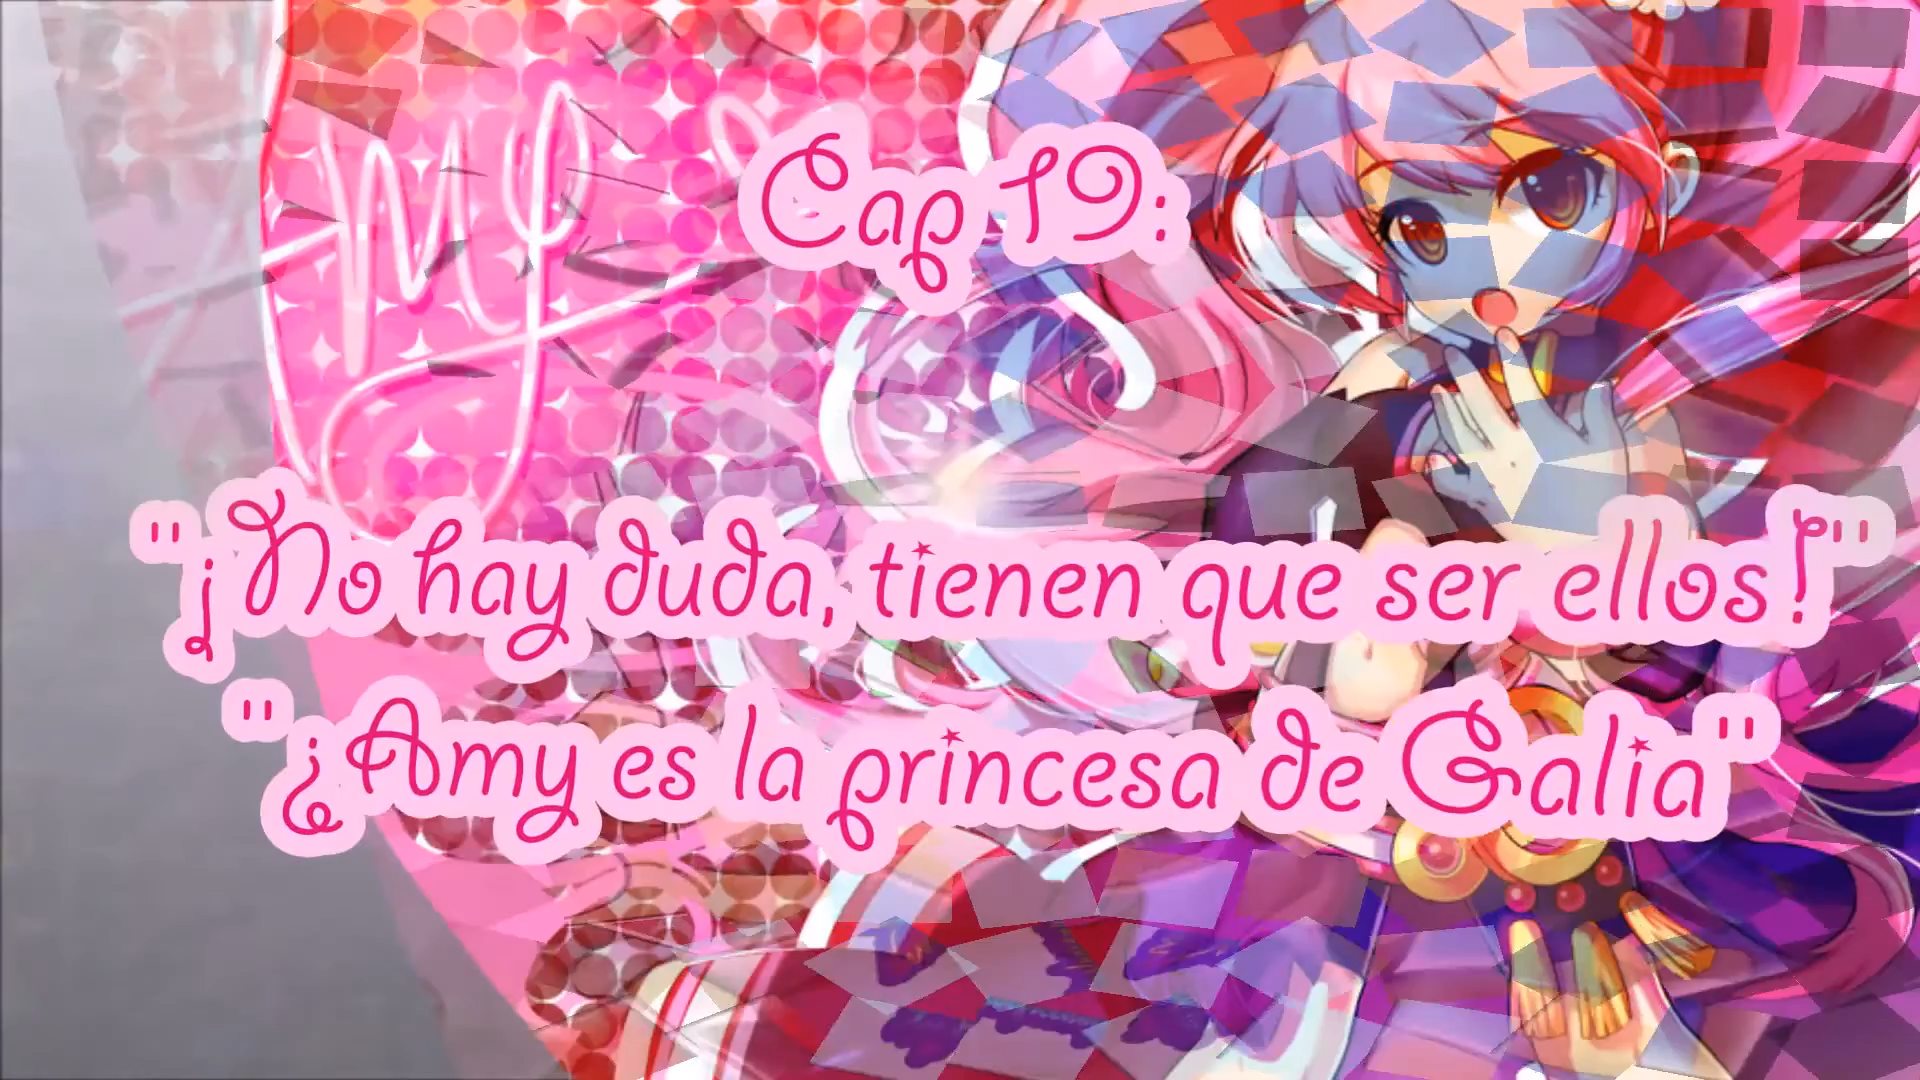 Cap 19:
"¡No hay duda, tienen que ser ellos!"
"¿Amy es la princesa de Galia"